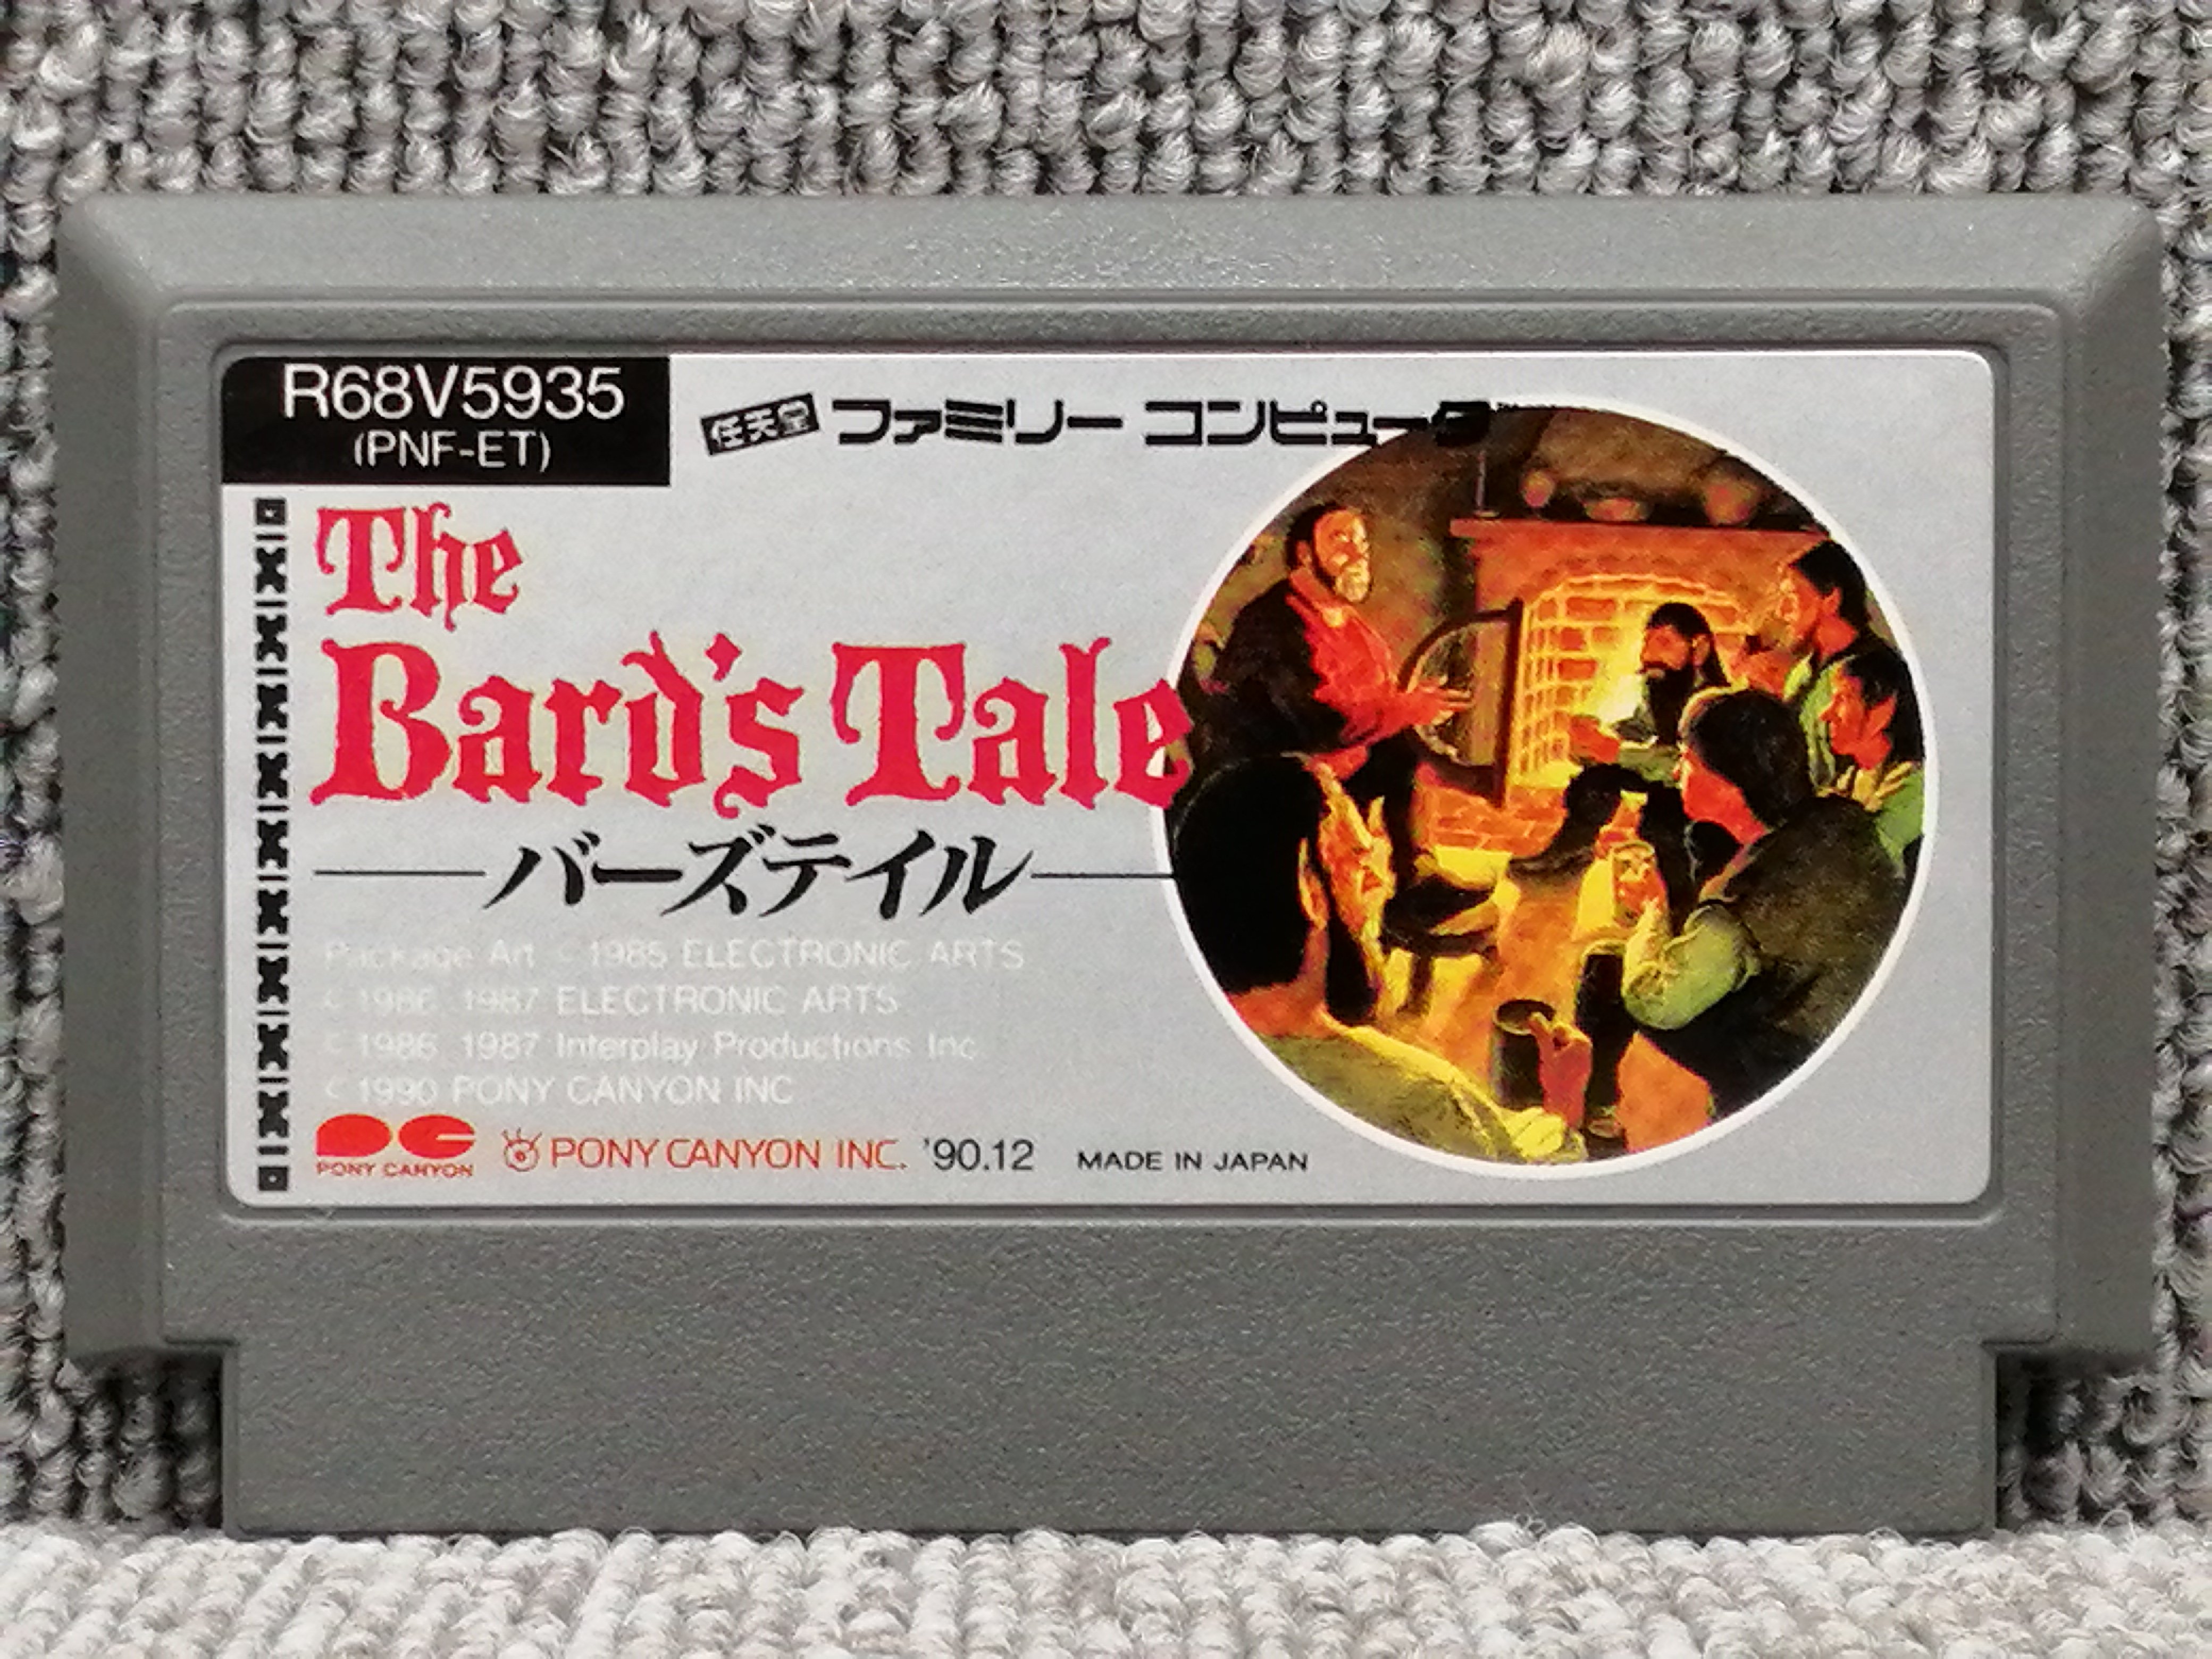 R68V5935
(PNF-ET)
任天堂 ファミリー コンピュータ™
The
Bard's Tale
バーズテイル
Package Art © 1985 ELECTRONIC ARTS
© 1986, 1987 ELECTRONIC ARTS
© 1986, 1987 Interplay Productions Inc.
© 1990 PONY CANYON INC
PONY CANYON
PONY CANYON INC. '90.12 MADE IN JAPAN